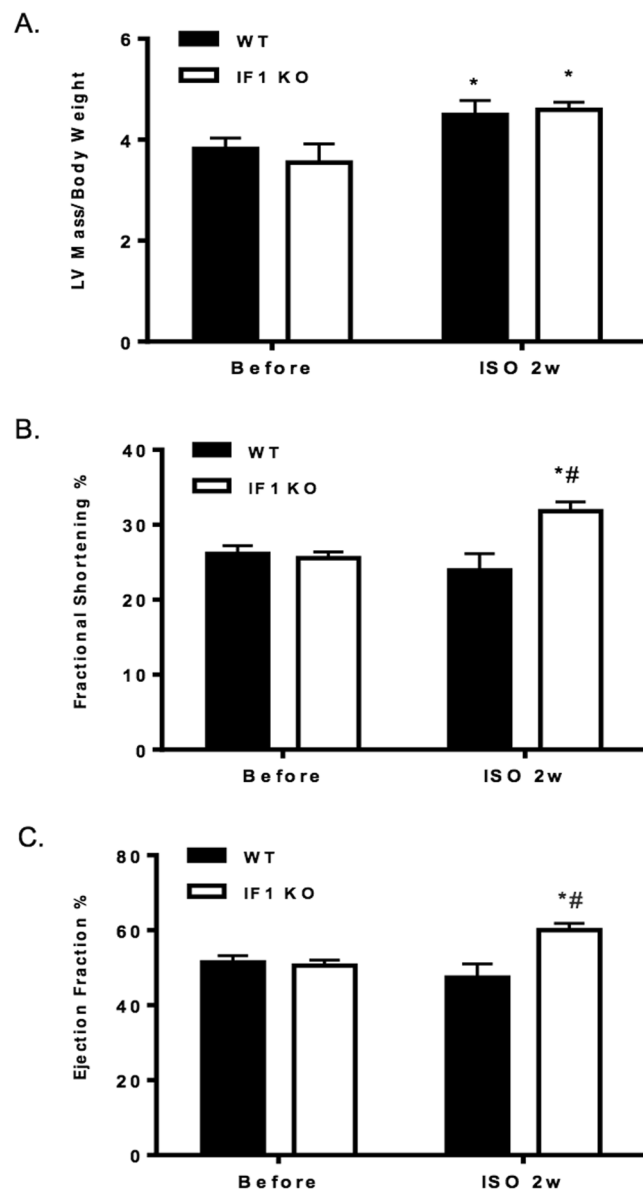 A.
WT
IF1 KO
LV Mass/Body Weight
6
4
2
0
* *
Before ISO 2w
B.
WT
IF1 KO
Fractional Shortening %
40
30
20
10
0
*#
Before ISO 2w
C.
WT
IF1 KO
Ejection Fraction %
80
60
40
20
0
*#
Before ISO 2w